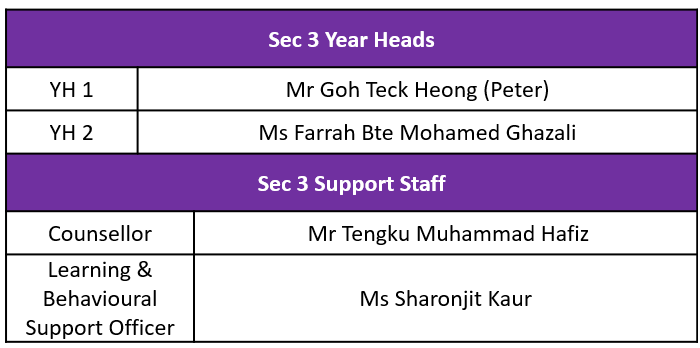 Sec 3 Year Heads
YH 1 Mr Goh Teck Heong (Peter)
YH 2 Ms Farrah Bte Mohamed Ghazali
Sec 3 Support Staff
Counsellor Mr Tengku Muhammad Hafiz
Learning &
Behavioural
Support Officer
Ms Sharonjit Kaur